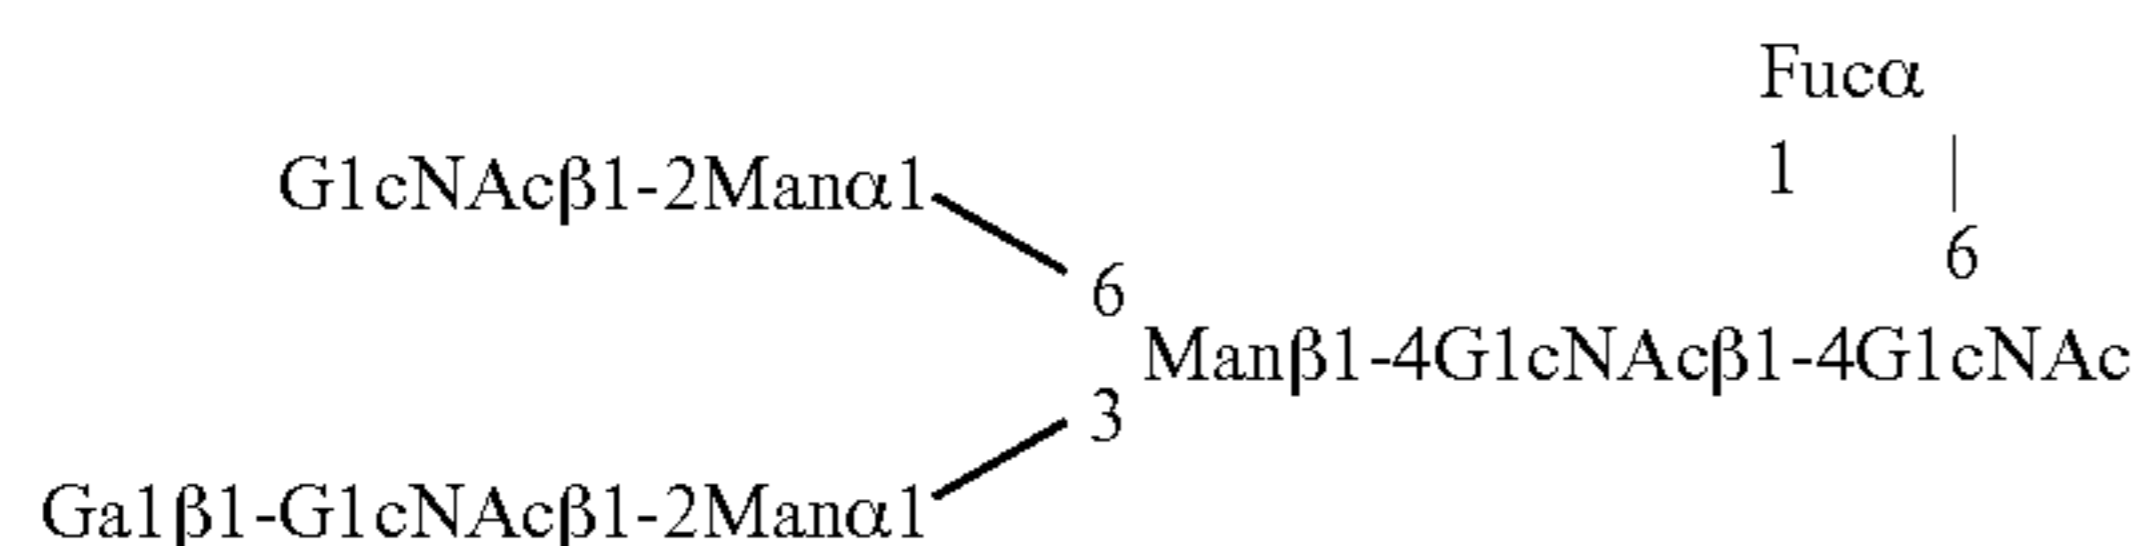 Fucα
1
G1cNAcβ1-2Manα1
6
6
Manβ1-4G1cNAcβ1-4G1cNAc
3
Ga1β1-G1cNAcβ1-2Manα1